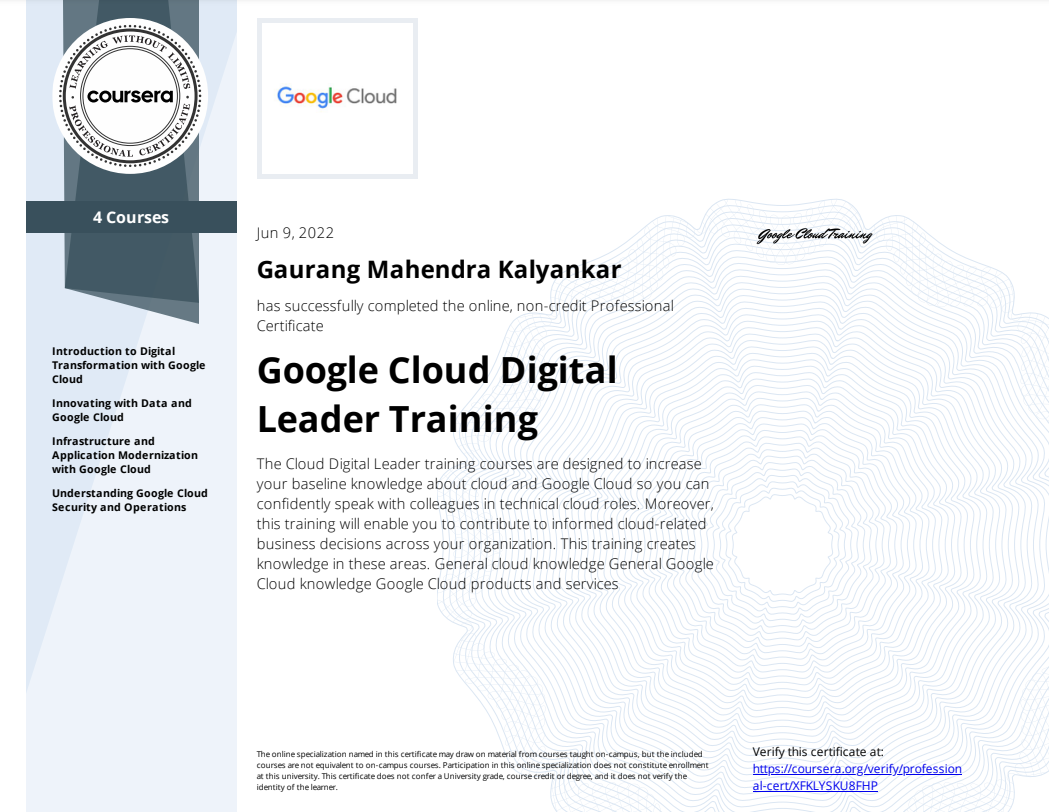 LEARNING WITHOUT LIMITS
coursera
PROFESSIONAL CERTIFICATE
4 Courses
Introduction to Digital
Transformation with Google
Cloud
Innovating with Data and
Google Cloud
Infrastructure and
Application Modernization
with Google Cloud
Understanding Google Cloud
Security and Operations
Google Cloud
Jun 9, 2022
Gaurang Mahendra Kalyankar
has successfully completed the online, non-credit Professional
Certificate
Google Cloud Digital
Leader Training
The Cloud Digital Leader training courses are designed to increase
your baseline knowledge about cloud and Google Cloud so you can
confidently speak with colleagues in technical cloud roles. Moreover,
this training will enable you to contribute to informed cloud-related
business decisions across your organization. This training creates
knowledge in these areas. General cloud knowledge General Google
Cloud knowledge Google Cloud products and services
Google Cloud Training
The online specialization named in this certificate may draw on material from courses taught on-campus, but the included
courses are not equivalent to on-campus courses. Participation in this online specialization does not constitute enrollment
at this university. This certificate does not confer a University grade, course credit or degree, and it does not verify the
identity of the learner.
Verify this certificate at:
https://coursera.org/verify/profession
al-cert/XFKLYSKU8FHP